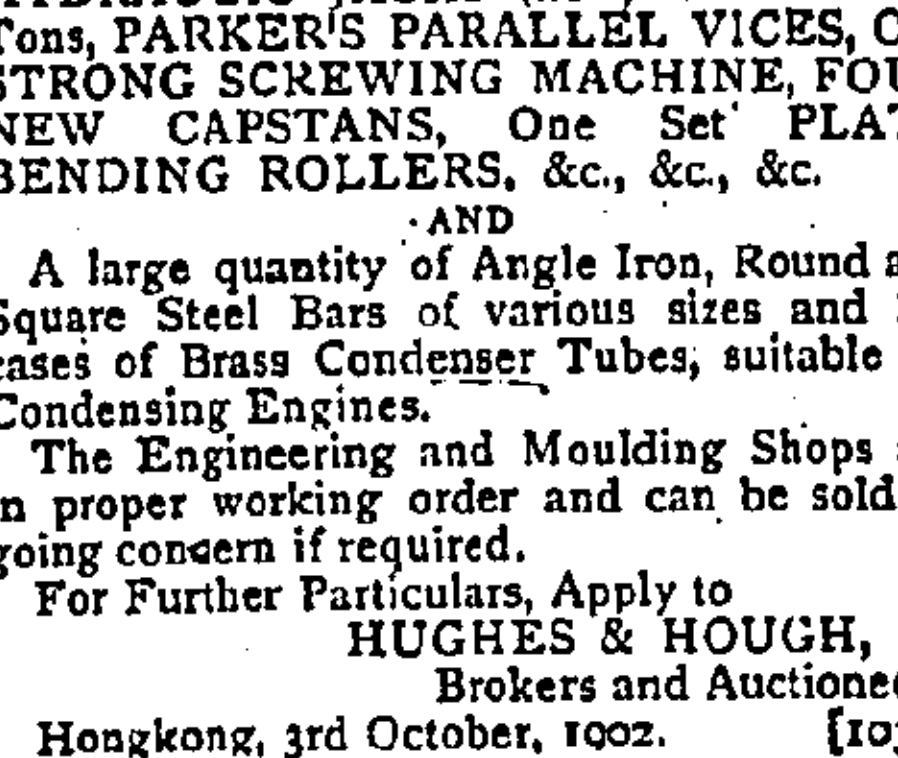 Tons, PARKER'S PARALLEL VICES,
STRONG SCREWING MACHINE,
NEW CAPSTANS, One Set
BENDING ROLLERS, &c., &c., &c.
AND
A large quantity of Angle Iron, Round
Square Steel Bars of various sizes and
cases of Brass Condenser Tubes, suitable
Condensing Engines.
The Engineering and Moulding Shops
in proper working order and can be sold
going concern if required.
For Further Particulars, Apply to
HUGHES & HOUGH,
Brokers and
Hongkong, 3rd October, 1902.